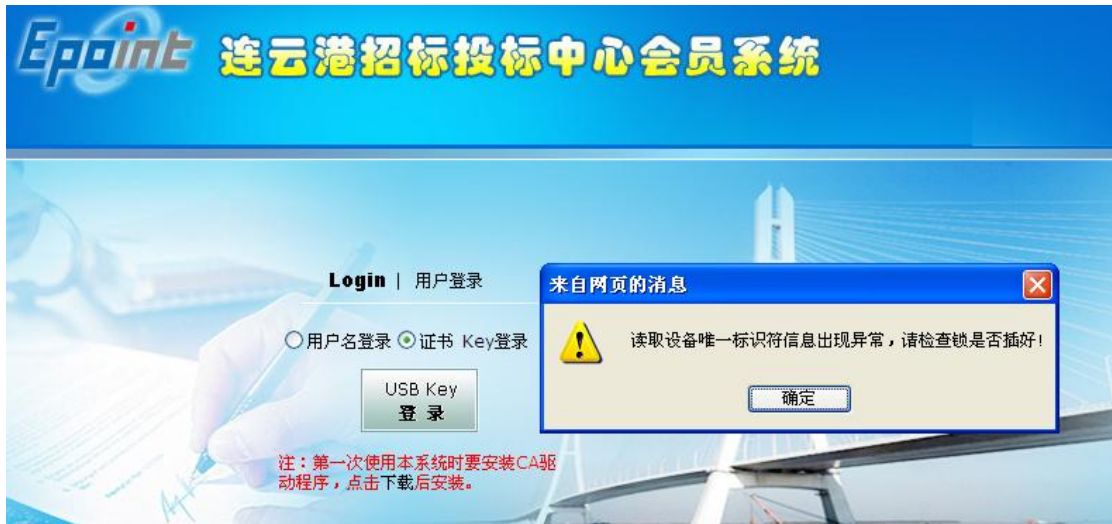 Epoint 连云港招标投标中心会员系统
Login | 用户登录
来自网页的消息
用户名登录 证书 Key登录
读取设备唯一标识符信息出现异常，请检查锁是否插好!
USB Key
登 录
确定
注：第一次使用本系统时要安装CA驱
动程序，点击下载后安装。